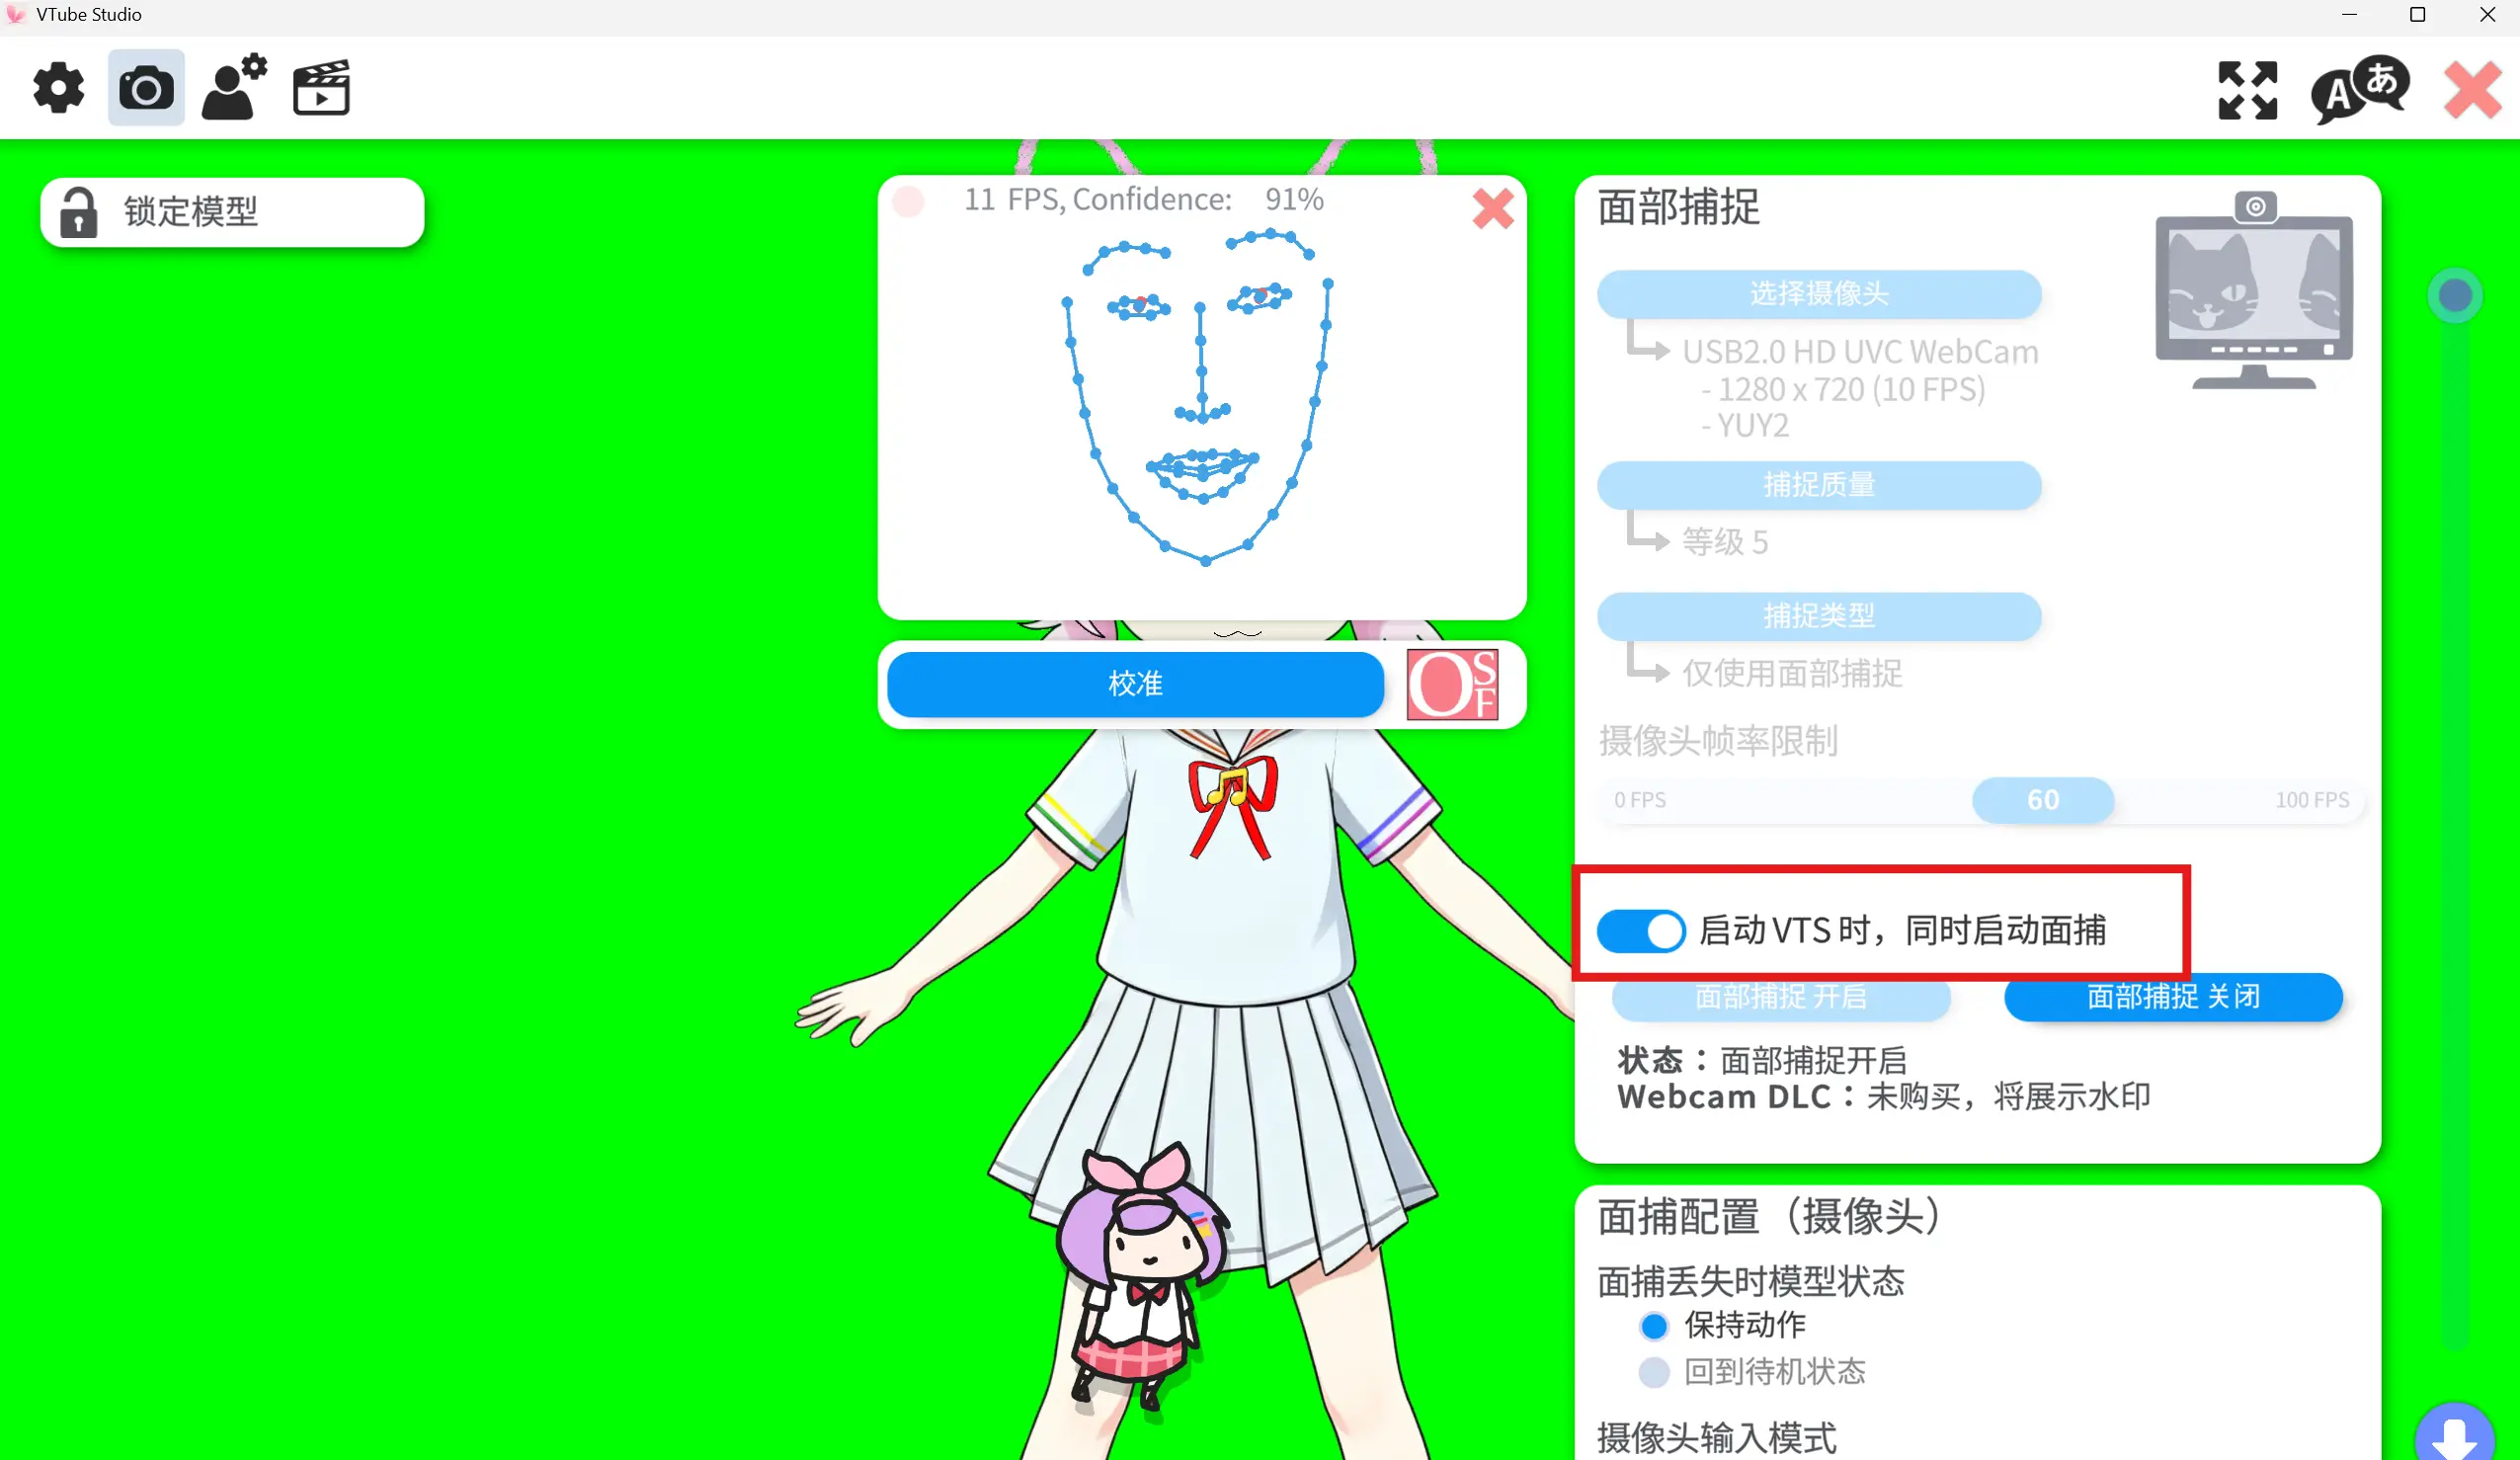 VTube Studio
A あ
锁定模型
11 FPS, Confidence: 91%
校准
OSF
面部捕捉
选择摄像头
USB2.0 HD UVC WebCam
- 1280 x 720 (10 FPS)
- YUY2
捕捉质量
等级 5
捕捉类型
仅使用面部捕捉
摄像头帧率限制
0 FPS 60 100 FPS
启动 VTS 时，同时启动面捕
面部捕捉 开启 面部捕捉 关闭
状态：面部捕捉开启
Webcam DLC：未购买，将展示水印
面捕配置（摄像头）
面捕丢失时模型状态
保持动作
回到待机状态
摄像头输入模式